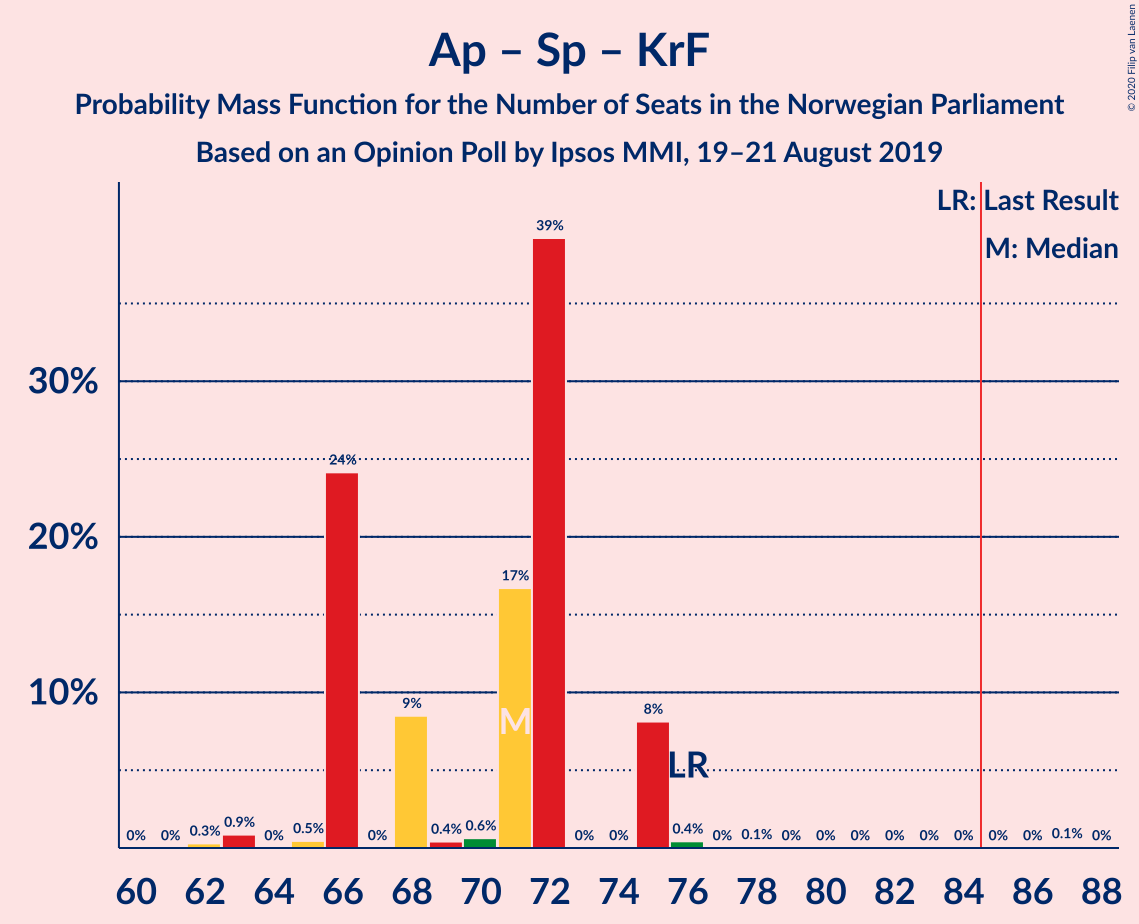 Ap – Sp – KrF
Probability Mass Function for the Number of Seats in the Norwegian Parliament
Based on an Opinion Poll by Ipsos MMI, 19–21 August 2019
© 2020 Filip van Laenen
LR: Last Result
M: Median
30%
20%
10%
0% 0% 0.3% 0.9% 0% 0.5% 24% 0% 9% 0.4% 0.6% 17% 39% 0% 0% 8% 0.4% 0% 0.1% 0% 0% 0% 0% 0% 0% 0% 0% 0.1% 0%
M
LR
60 62 64 66 68 70 72 74 76 78 80 82 84 86 88